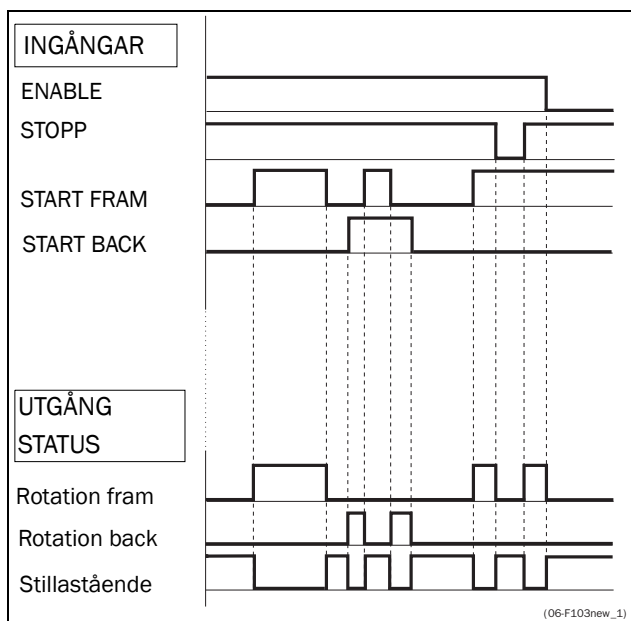 INGÅNGAR
ENABLE
STOPP
START FRAM
START BACK
UTGÅNG
STATUS
Rotation fram
Rotation back
Stillastående
(06-F103new_1)